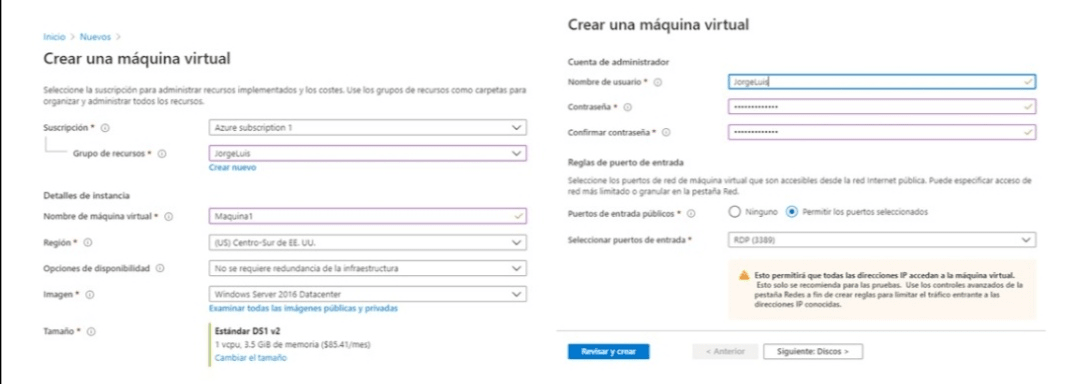 Inicio > Nuevos >
Crear una máquina virtual
Seleccione la suscripción para administrar recursos implementados y los costes. Use los grupos de recursos como carpetas para
organizar y administrar todos los recursos.
Suscripción *
Azure subscription 1
Grupo de recursos *
JorgeLuis
Crear nuevo
Detalles de instancia
Nombre de máquina virtual *
Maquina1
Región *
(US) Centro-Sur de EE. UU.
Opciones de disponibilidad
No se requiere redundancia de la infraestructura
Imagen *
Windows Server 2016 Datacenter
Examinar todas las imágenes públicas y privadas
Tamaño *
Estándar DS1 v2
1 vcpu, 3.5 GiB de memoria ($85.41/mes)
Cambiar el tamaño
Crear una máquina virtual
Cuenta de administrador
Nombre de usuario *
JorgeLuis
Contraseña *
Confirmar contraseña *
Reglas de puerto de entrada
Seleccione los puertos de red de máquina virtual que son accesibles desde la red Internet pública. Puede especificar acceso de
red más limitado o granular en la pestaña Red.
Puertos de entrada públicos *
Ninguno
Permitir los puertos seleccionados
Seleccionar puertos de entrada *
RDP (3389)
Esto permitirá que todas las direcciones IP accedan a la máquina virtual.
Esto solo se recomienda para las pruebas. Use los controles avanzados de la
pestaña Redes a fin de crear reglas para limitar el tráfico entrante a las
direcciones IP conocidas.
Revisar y crear
< Anterior
Siguiente: Discos >